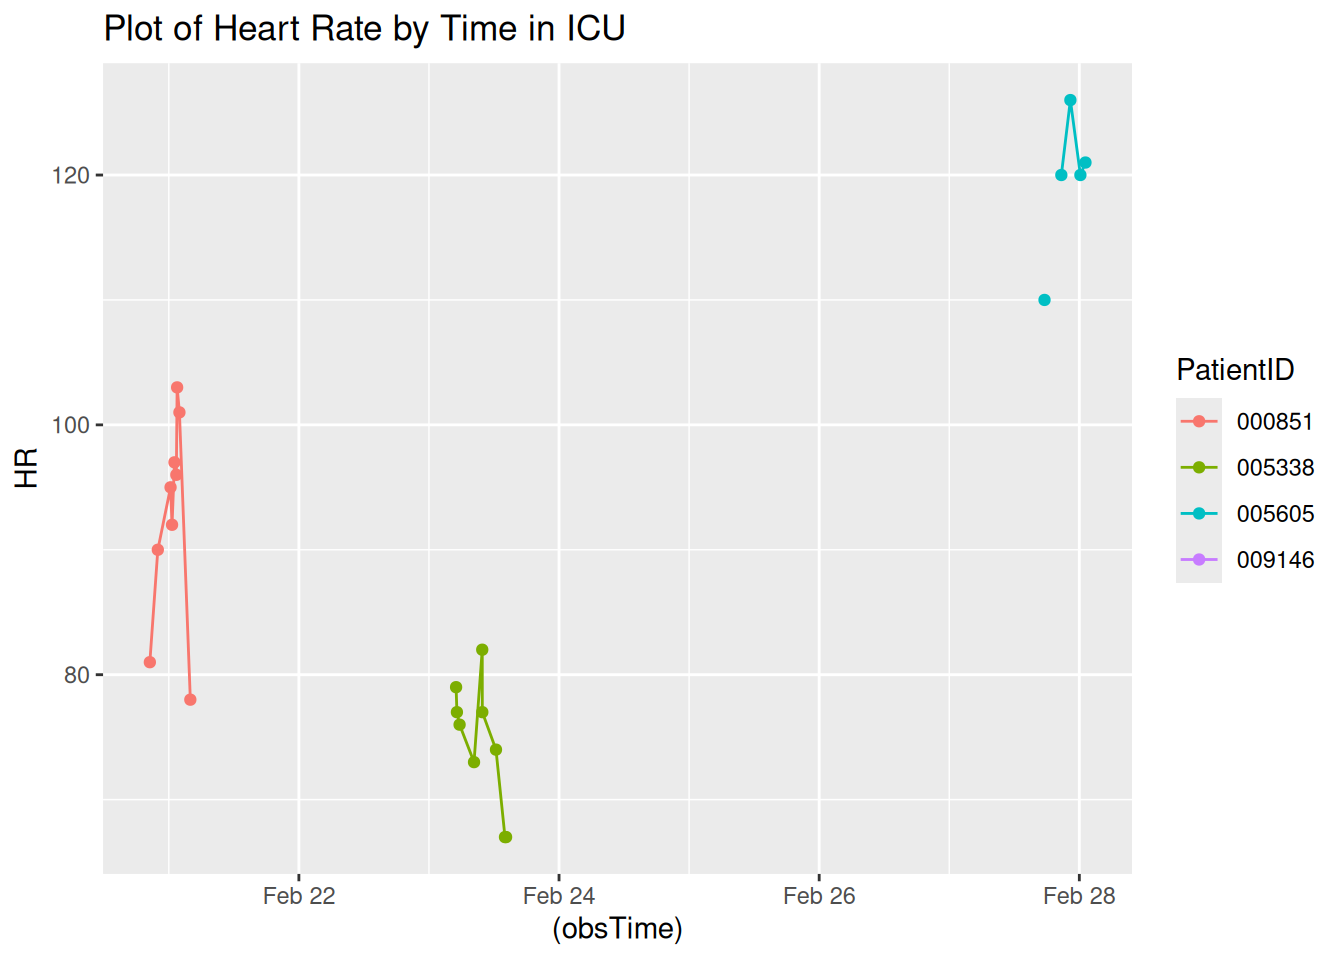 Plot of Heart Rate by Time in ICU
HR
120
100
80
Feb 22
Feb 24
Feb 26
Feb 28
(obsTime)
PatientID
000851
005338
005605
009146